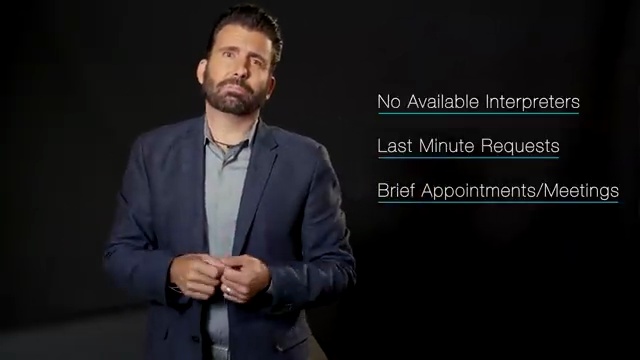 No Available Interpreters
Last Minute Requests
Brief Appointments/Meetings